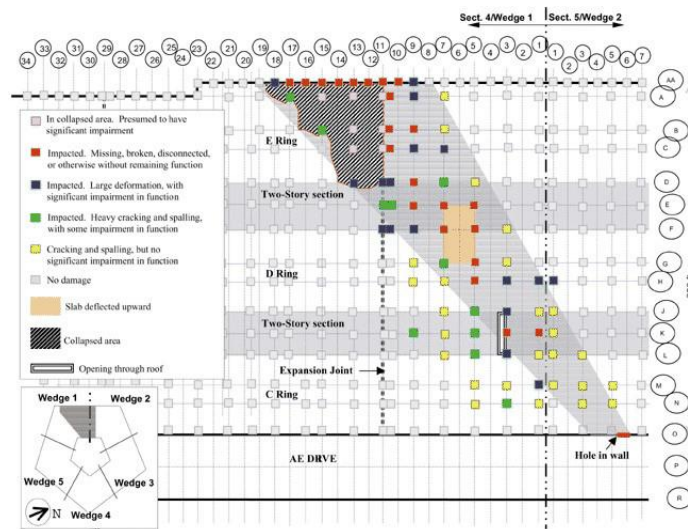 Sect. 4/Wedge 1 Sect. 5/Wedge 2
34 33 32 31 30 29 28 27 26 25 24 23 22 21 20 19 18 17 16 15 14 13 12 11 10 9 8 7 6 5 4 3 2 1 1 2 3 4 5 6 7
AA
A
In collapsed area. Presumed to have
significant impairment
B
E Ring
Impacted. Missing, broken, disconnected,
or otherwise without remaining function
C
Impacted. Large deformation, with
significant impairment in function
D
Two-Story section
Impacted. Heavy cracking and spalling,
with some impairment in function
E
F
Cracking and spalling, but no
significant impairment in function
G
D Ring
No damage
H
Slab deflected upward
J
Two-Story section
Collapsed area
K
L
Opening through roof
Expansion Joint
M
C Ring
N
Wedge 1 Wedge 2
O
Hole in wall
AE DRVE
P
Wedge 5 Wedge 3
N Wedge 4
R